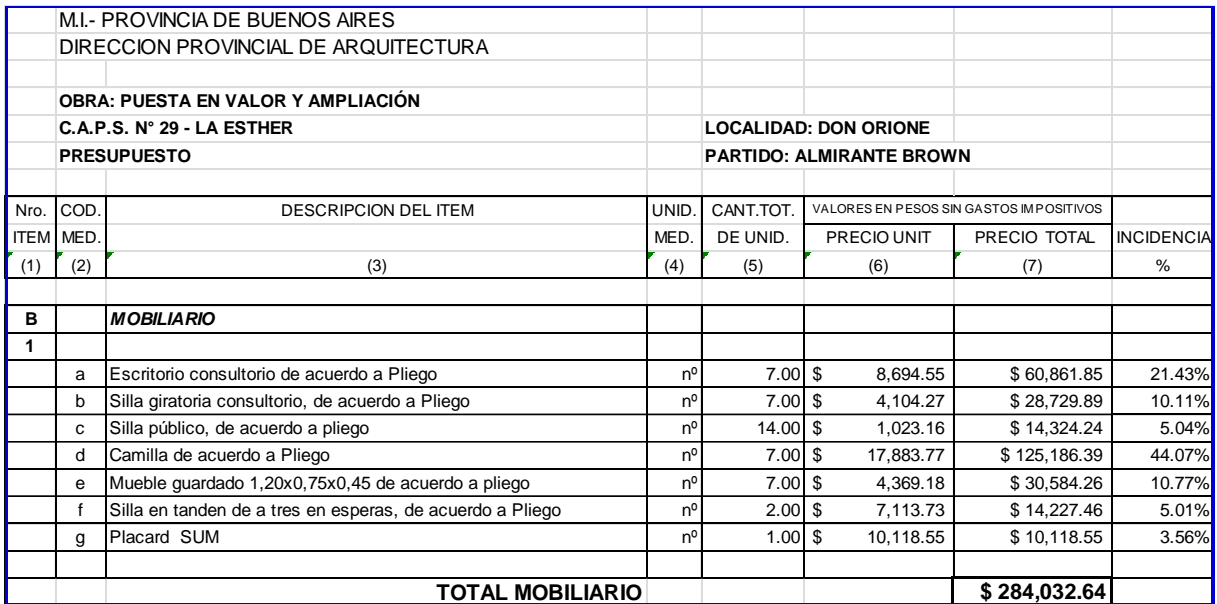 M.I.- PROVINCIA DE BUENOS AIRES
DIRECCION PROVINCIAL DE ARQUITECTURA
OBRA: PUESTA EN VALOR Y AMPLIACIÓN
C.A.P.S. N° 29 - LA ESTHER LOCALIDAD: DON ORIONE
PRESUPUESTO PARTIDO: ALMIRANTE BROWN
Nro. COD. DESCRIPCION DEL ITEM UNID. CANT.TOT. VALORES EN PESOS SIN GASTOS IMPOSITIVOS
ITEM MED. MED. DE UNID. PRECIO UNIT PRECIO TOTAL INCIDENCIA
(1) (2) (3) (4) (5) (6) (7) %
B MOBILIARIO
1
a Escritorio consultorio de acuerdo a Pliego nº 7.00 $ 8,694.55 $ 60,861.85 21.43%
b Silla giratoria consultorio, de acuerdo a Pliego nº 7.00 $ 4,104.27 $ 28,729.89 10.11%
c Silla público, de acuerdo a pliego nº 14.00 $ 1,023.16 $ 14,324.24 5.04%
d Camilla de acuerdo a Pliego nº 7.00 $ 17,883.77 $ 125,186.39 44.07%
e Mueble guardado 1,20x0,75x0,45 de acuerdo a pliego nº 7.00 $ 4,369.18 $ 30,584.26 10.77%
f Silla en tanden de a tres en esperas, de acuerdo a Pliego nº 2.00 $ 7,113.73 $ 14,227.46 5.01%
g Placard SUM nº 1.00 $ 10,118.55 $ 10,118.55 3.56%
TOTAL MOBILIARIO $ 284,032.64